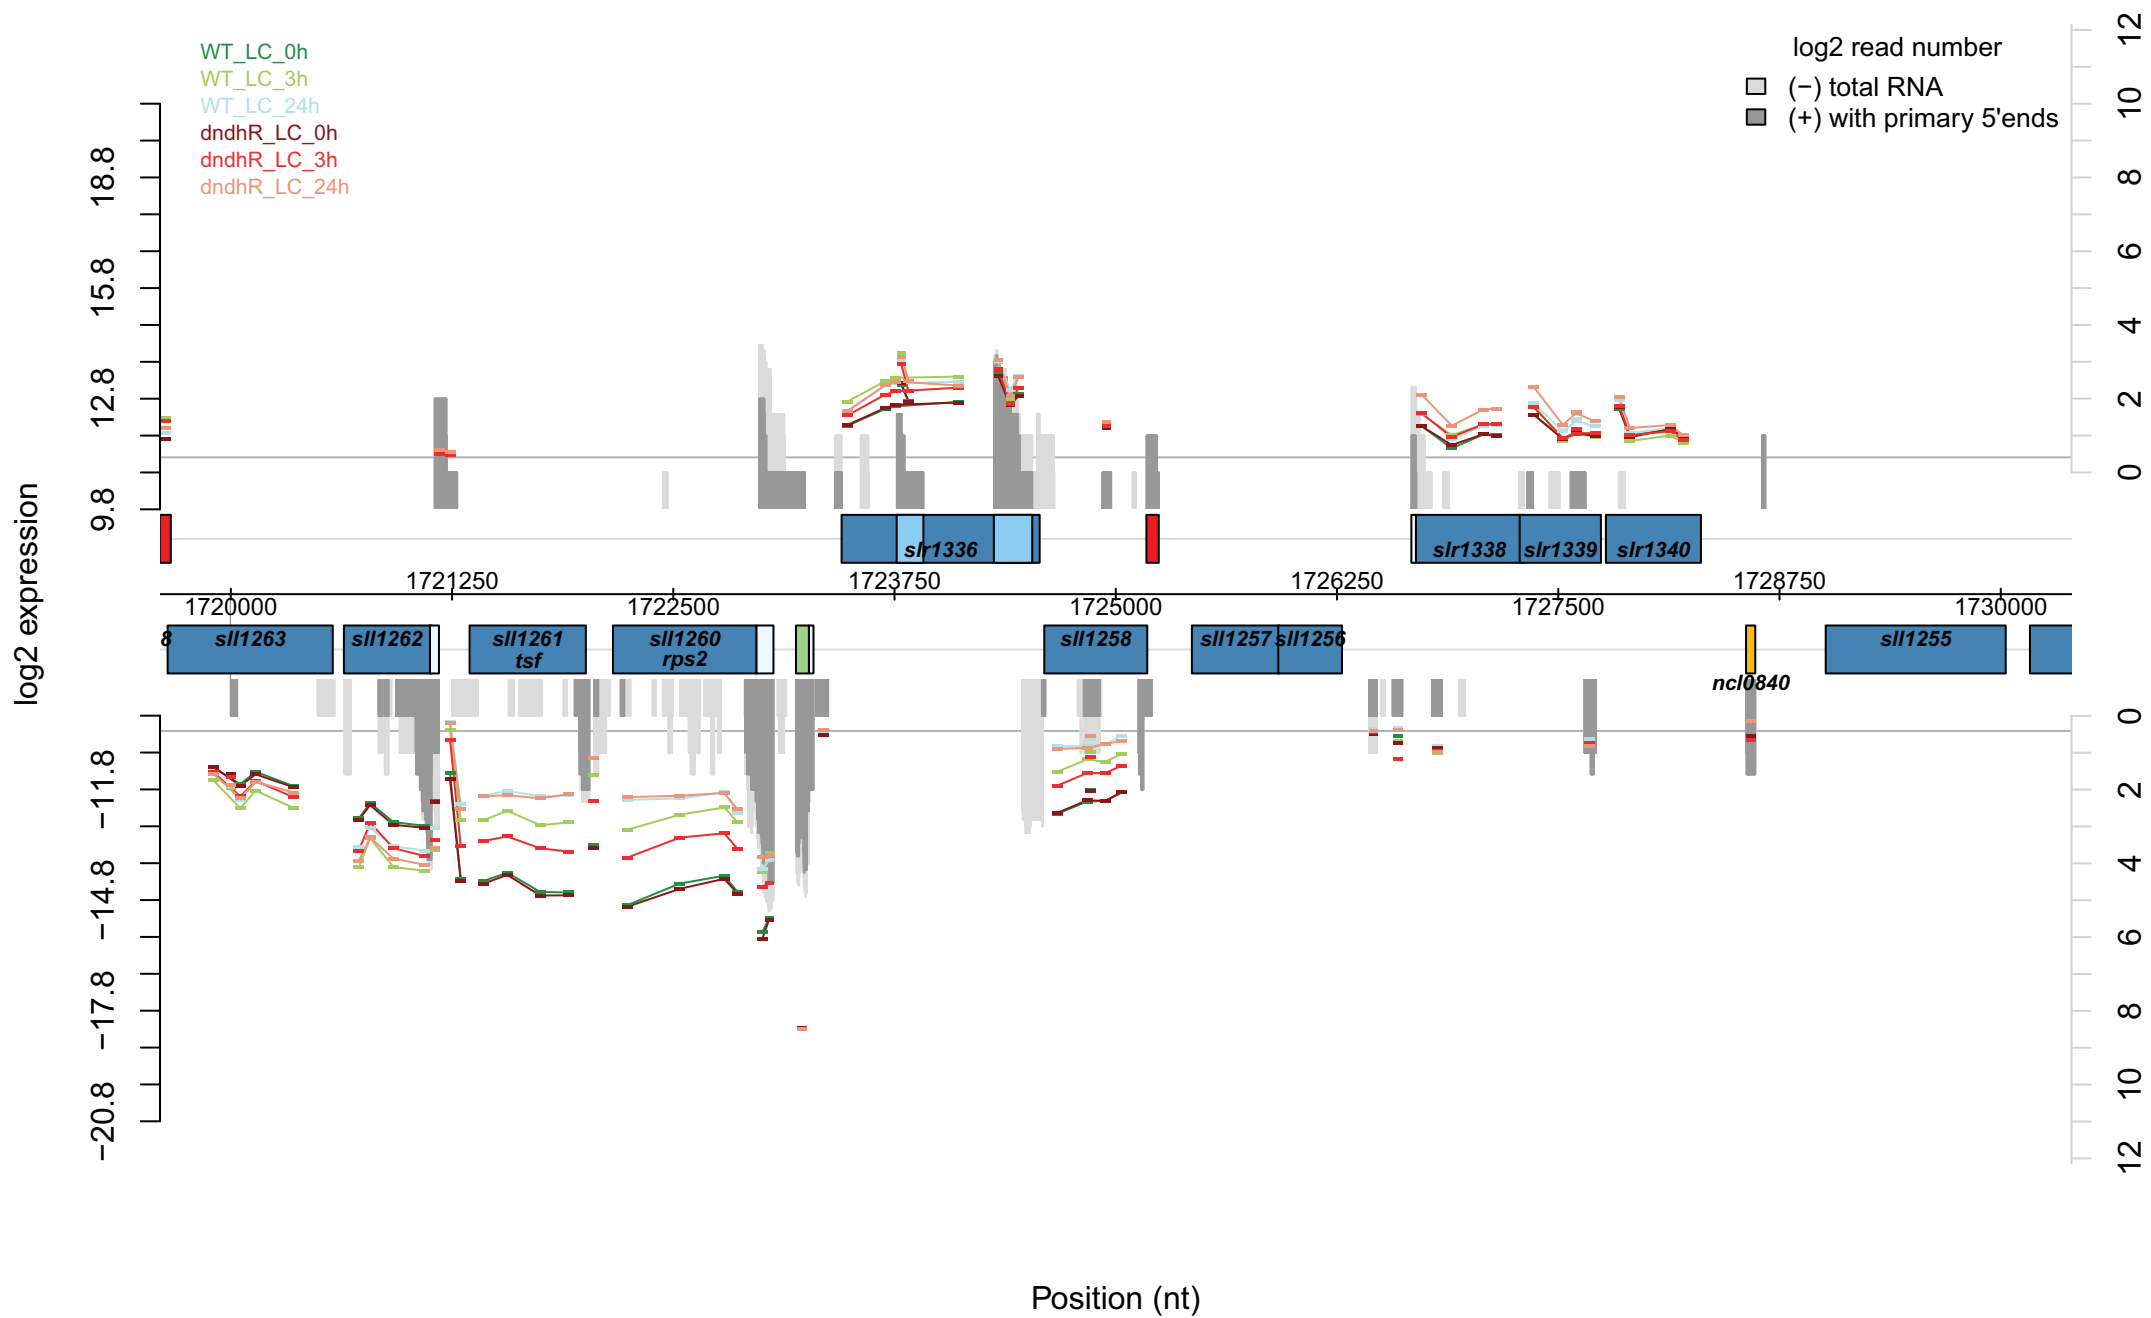 WT_LC_0h
WT_LC_3h
WT_LC_24h
dndhR_LC_0h
dndhR_LC_3h
dndhR_LC_24h
log2 read number
(−) total RNA
(+) with primary 5'ends
log2 expression
18.8
15.8
12.8
9.8
12
10
8
6
4
2
0
slr1336
slr1338
slr1339
slr1340
1721250
1723750
1726250
1728750
1720000
1722500
1725000
1727500
1730000
8
sll1263
sll1262
sll1261
tsf
sll1260
rps2
sll1258
sll1257
sll1256
sll1255
ncl0840
−11.8
−14.8
−17.8
−20.8
0
2
4
6
8
10
12
Position (nt)